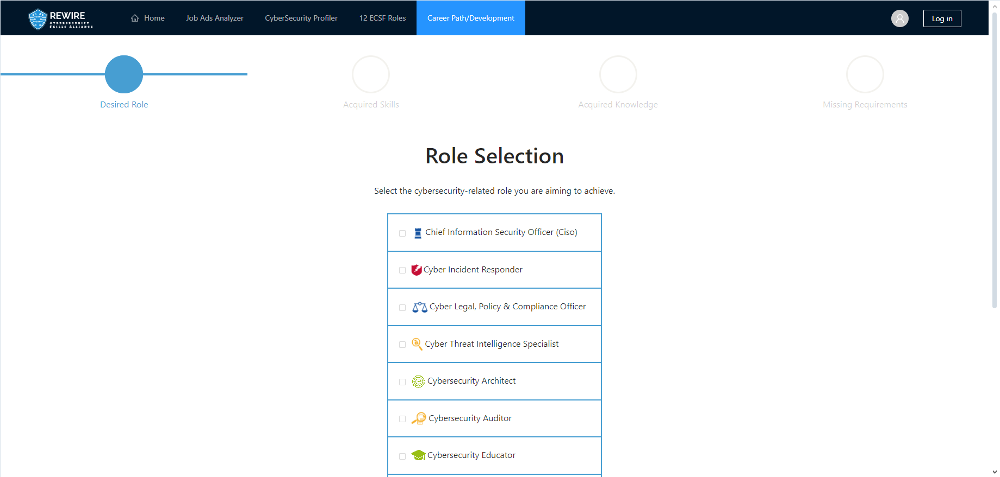 REWIRE
CYBERSECURITY
SKILLS ALLIANCE
Home
Job Ads Analyzer
CyberSecurity Profiler
12 ECSF Roles
Career Path/Development
Log in
Desired Role
Acquired Skills
Acquired Knowledge
Missing Requirements
Role Selection
Select the cybersecurity-related role you are aiming to achieve.
Chief Information Security Officer (Ciso)
Cyber Incident Responder
Cyber Legal, Policy & Compliance Officer
Cyber Threat Intelligence Specialist
Cybersecurity Architect
Cybersecurity Auditor
Cybersecurity Educator